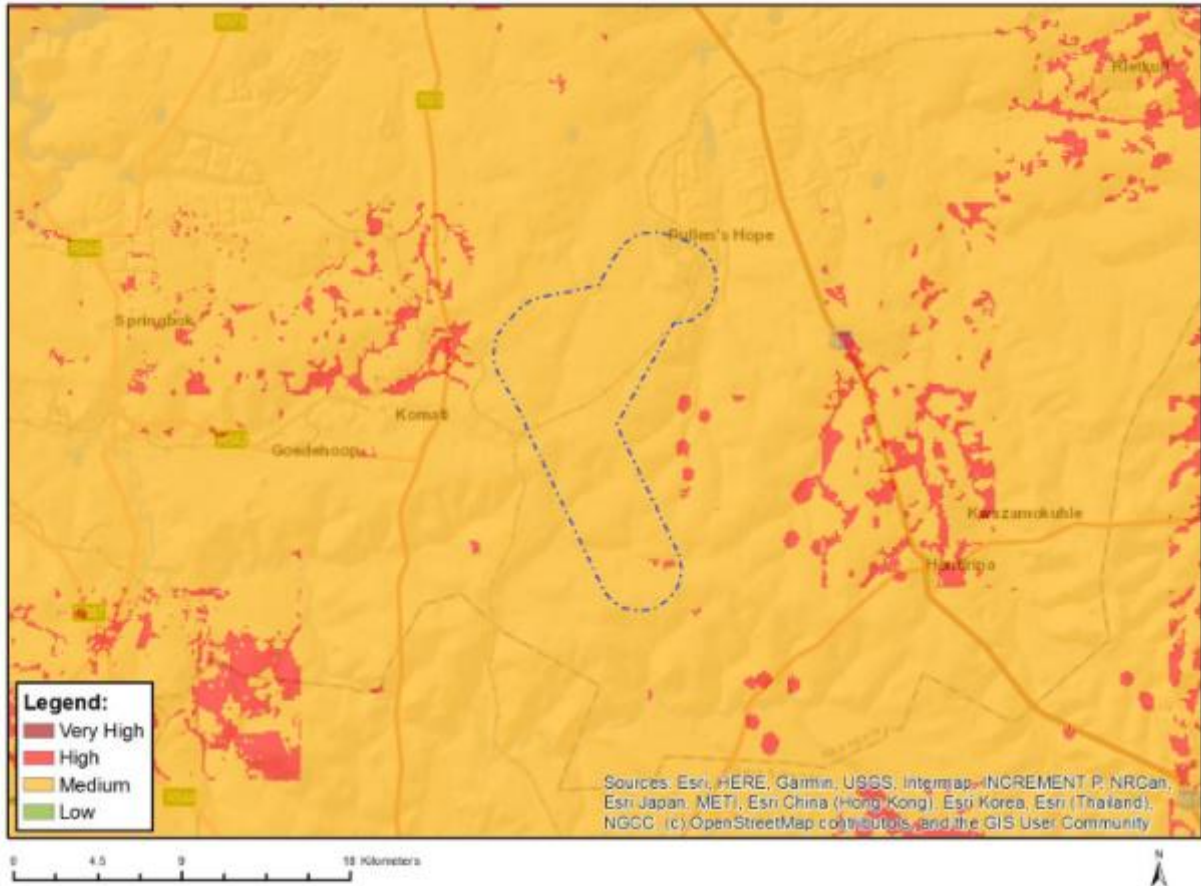 Rietkuil
Pullen's Hope
Springbok
Komati
Goedehoop
Kwazamokuhle
Hendrina
Legend:
Very High
High
Medium
Low
Sources: Esri, HERE, Garmin, USGS, Intermap, INCREMENT P, NRCan,
Esri Japan, METI, Esri China (Hong Kong), Esri Korea, Esri (Thailand),
NGCC, (c) OpenStreetMap contributors, and the GIS User Community
0 4.5 9 18 Kilometers
N